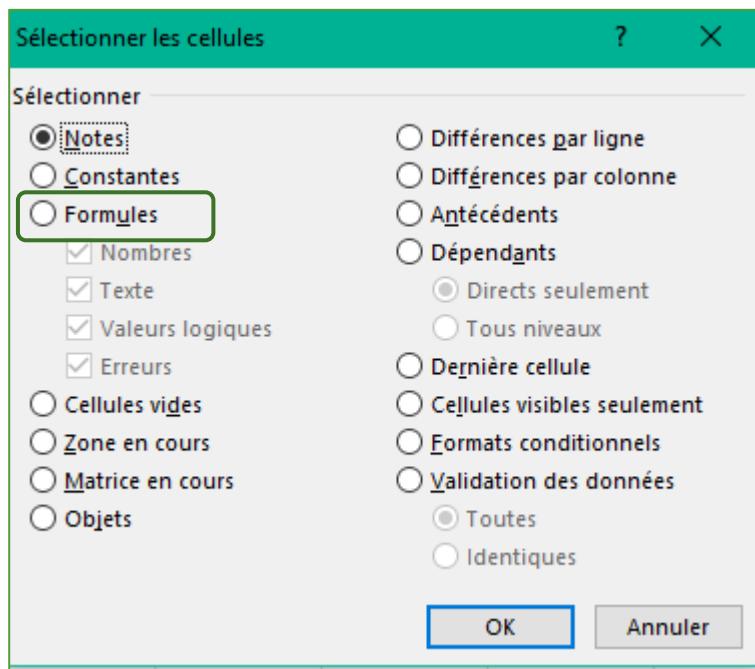 Sélectionner les cellules ?
Sélectionner
Notes
Constantes
Formules
Nombres
Texte
Valeurs logiques
Erreurs
Cellules vides
Zone en cours
Matrice en cours
Objets
Différences par ligne
Différences par colonne
Antécédents
Dépendants
Directs seulement
Tous niveaux
Dernière cellule
Cellules visibles seulement
Formats conditionnels
Validation des données
Toutes
Identiques
OK
Annuler